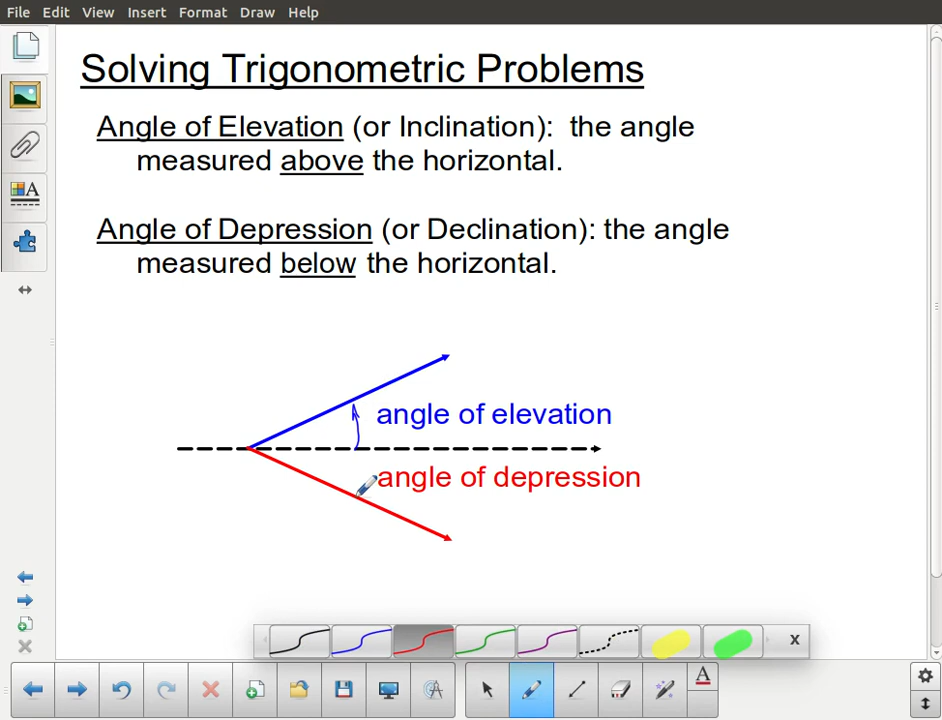 File Edit View Insert Format Draw Help
Solving Trigonometric Problems
Angle of Elevation (or Inclination): the angle
measured above the horizontal.
Angle of Depression (or Declination): the angle
measured below the horizontal.
angle of elevation
angle of depression
x
A
A